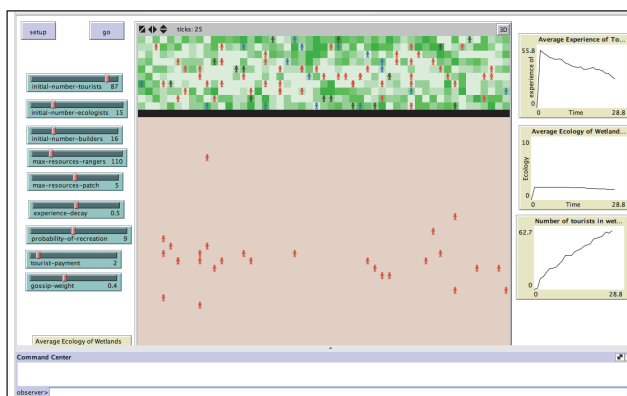 setup
go
ticks: 25
3D
initial-number-tourists 87
initial-number-ecologists 15
initial-number-builders 16
max-resources-rangers 110
max-resources-patch 5
experience-decay 0.5
probability-of-recreation 9
tourist-payment 2
gossip-weight 0.4
Average Ecology of Wetlands
Average Experience of To...
55.8
experience of
0
0 Time 28.8
Average Ecology of Wetland...
10
Ecology
0
0 Time 28.8
Number of tourists in wet...
62.7
0
0 28.8
Command Center
observer>